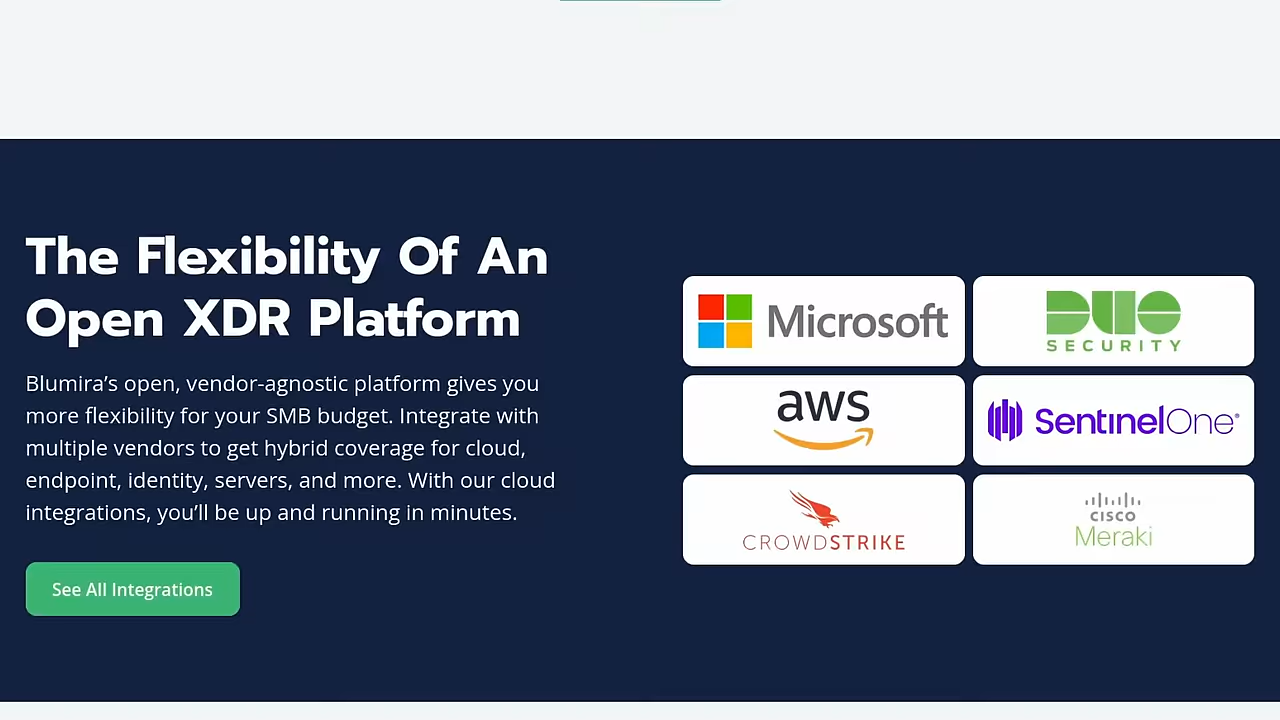 The Flexibility Of An
Open XDR Platform
Blumira’s open, vendor-agnostic platform gives you
more flexibility for your SMB budget. Integrate with
multiple vendors to get hybrid coverage for cloud,
endpoint, identity, servers, and more. With our cloud
integrations, you’ll be up and running in minutes.
See All Integrations
Microsoft
DUO
SECURITY
aws
SentinelOne®
CROWDSTRIKE
CISCO
Meraki